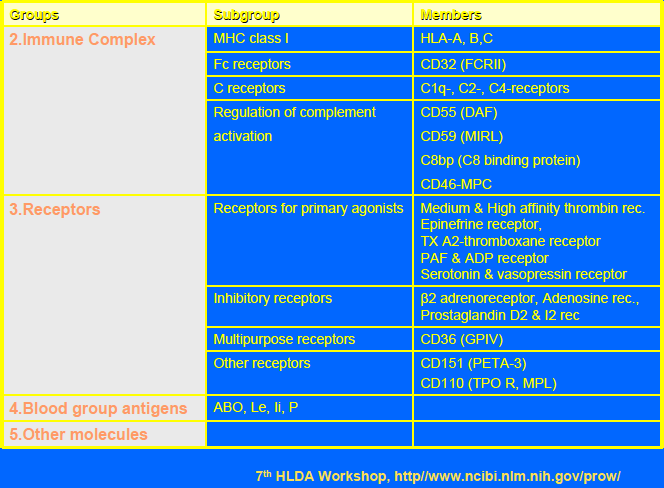 Groups Subgroup Members
2.Immune Complex MHC class I HLA-A, B,C
Fc receptors CD32 (FCRII)
C receptors C1q-, C2-, C4-receptors
Regulation of complement CD55 (DAF)
activation CD59 (MIRL)
C8bp (C8 binding protein)
CD46-MPC
3.Receptors Receptors for primary agonists Medium & High affinity thrombin rec.
Epinefrine receptor,
TX A2-thromboxane receptor
PAF & ADP receptor
Serotonin & vasopressin receptor
Inhibitory receptors β2 adrenoreceptor, Adenosine rec.,
Prostaglandin D2 & I2 rec
Multipurpose receptors CD36 (GPIV)
Other receptors CD151 (PETA-3)
CD110 (TPO R, MPL)
4.Blood group antigens ABO, Le, Ii, P
5.Other molecules
7th HLDA Workshop, http//www.ncibi.nlm.nih.gov/prow/